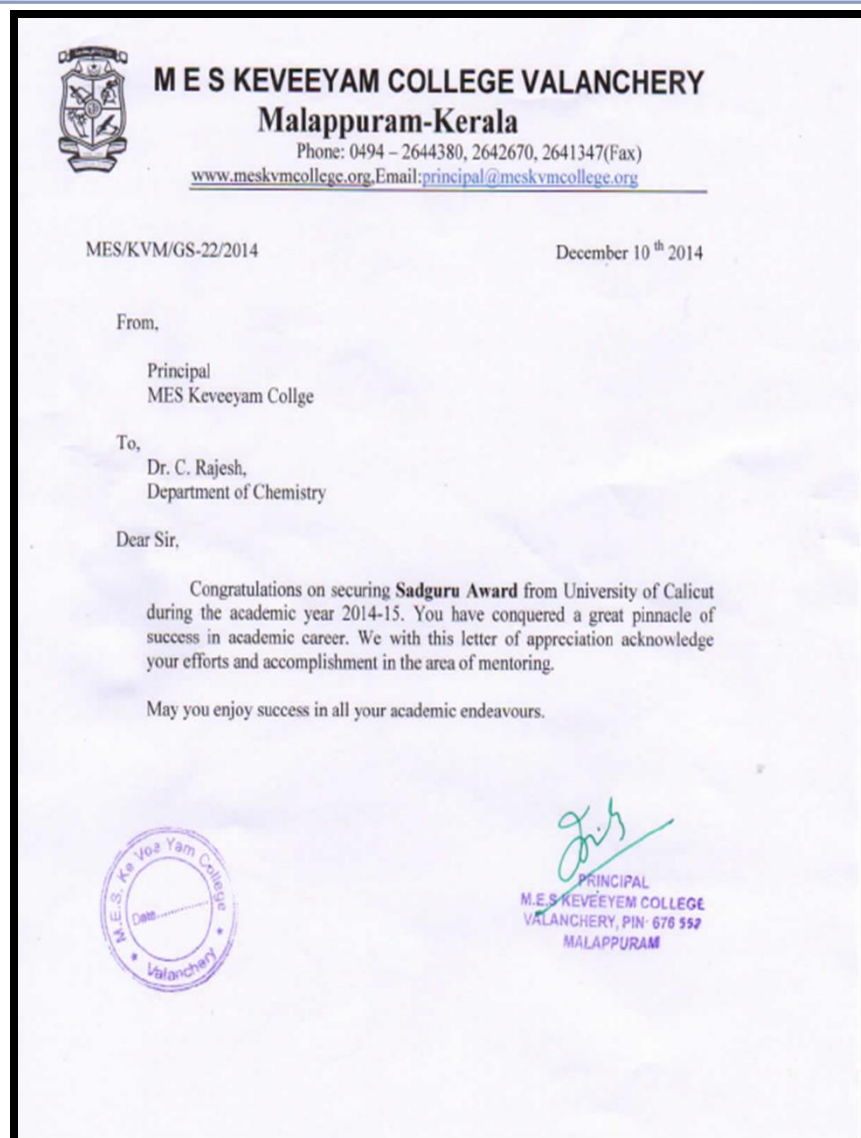 M E S KEVEEYAM COLLEGE VALANCHERY
Malappuram-Kerala
Phone: 0494 – 2644380, 2642670, 2641347(Fax)
www.meskvmcollege.org,Email:principal@meskvmcollege.org
MES/KVM/GS-22/2014 December 10 th 2014
From,
Principal
MES Keveeyam Collge
To,
Dr. C. Rajesh,
Department of Chemistry
Dear Sir,
Congratulations on securing Sadguru Award from University of Calicut
during the academic year 2014-15. You have conquered a great pinnacle of
success in academic career. We with this letter of appreciation acknowledge
your efforts and accomplishment in the area of mentoring.
May you enjoy success in all your academic endeavours.
M.E.S. Ke Voa Yam College
Date............
* Valanchery *
PRINCIPAL
M.E.S KEVEEYEM COLLEGE
VALANCHERY, PIN- 676 552
MALAPPURAM